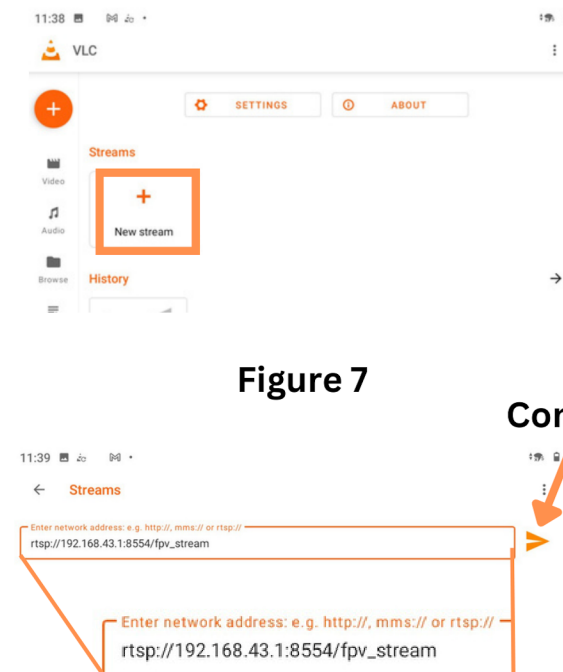 11:38
VLC
SETTINGS
ABOUT
Streams
Video
New stream
Audio
Browse
History
Figure 7
Con
11:39
Streams
Enter network address: e.g. http://, mms:// or rtsp://
rtsp://192.168.43.1:8554/fpv_stream
Enter network address: e.g. http://, mms:// or rtsp://
rtsp://192.168.43.1:8554/fpv_stream